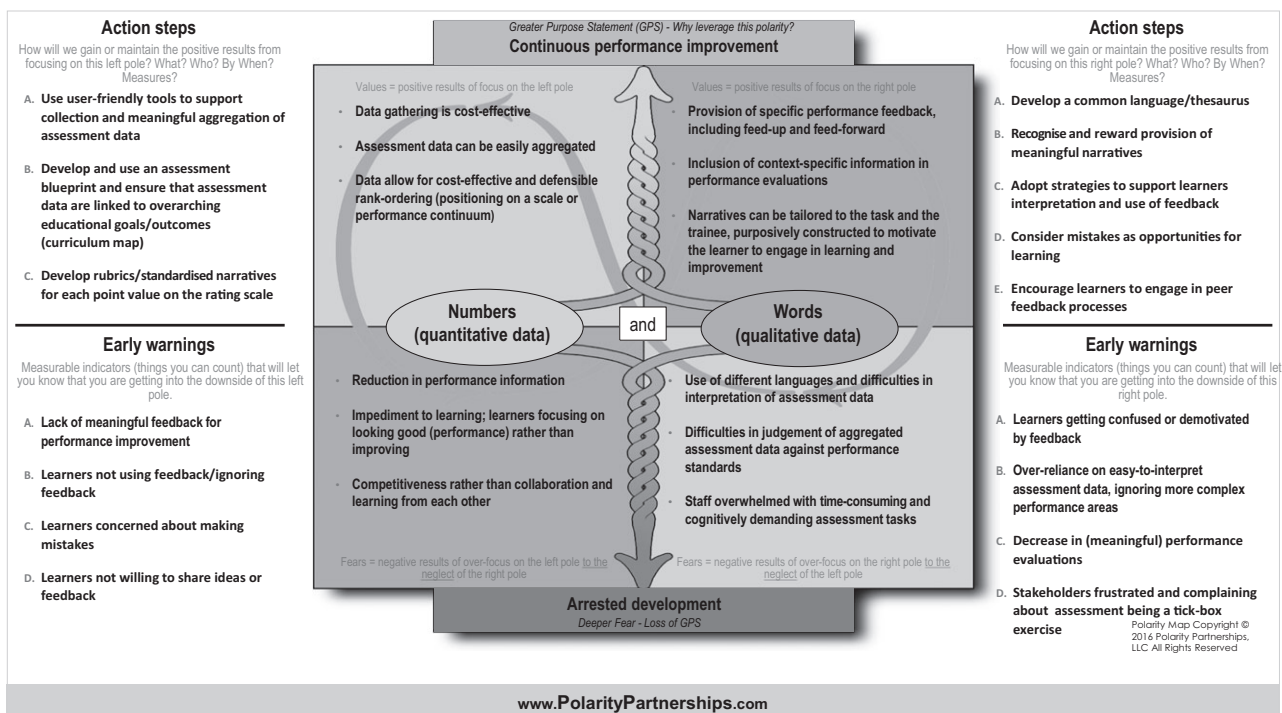 Action steps
How will we gain or maintain the positive results from
focusing on this left pole? What? Who? By When?
Measures?
A. Use user-friendly tools to support
collection and meaningful aggregation of
assessment data
B. Develop and use an assessment
blueprint and ensure that assessment
data are linked to overarching
educational goals/outcomes
(curriculum map)
C. Develop rubrics/standardised narratives
for each point value on the rating scale
Early warnings
Measurable indicators (things you can count) that will let
you know that you are getting into the downside of this left
pole.
A. Lack of meaningful feedback for
performance improvement
B. Learners not using feedback/ignoring
feedback
C. Learners concerned about making
mistakes
D. Learners not willing to share ideas or
feedback
Greater Purpose Statement (GPS) - Why leverage this polarity?
Continuous performance improvement
Values = positive results of focus on the left pole
• Data gathering is cost-effective
• Assessment data can be easily aggregated
• Data allow for cost-effective and defensible
rank-ordering (positioning on a scale or
performance continuum)
Values = positive results of focus on the right pole
• Provision of specific performance feedback,
including feed-up and feed-forward
• Inclusion of context-specific information in
performance evaluations
• Narratives can be tailored to the task and the
trainee, purposively constructed to motivate
the learner to engage in learning and
improvement
Numbers
(quantitative data)
and
Words
(qualitative data)
• Reduction in performance information
• Impediment to learning; learners focusing on
looking good (performance) rather than
improving
• Competitiveness rather than collaboration and
learning from each other
Fears = negative results of over-focus on the left pole to the
neglect of the right pole
• Use of different languages and difficulties in
interpretation of assessment data
• Difficulties in judgement of aggregated
assessment data against performance
standards
• Staff overwhelmed with time-consuming and
cognitively demanding assessment tasks
Fears = negative results of over-focus on the right pole to the
neglect of the left pole
Arrested development
Deeper Fear - Loss of GPS
Action steps
How will we gain or maintain the positive results from
focusing on this right pole? What? Who? By When?
Measures?
A. Develop a common language/thesaurus
B. Recognise and reward provision of
meaningful narratives
C. Adopt strategies to support learners
interpretation and use of feedback
D. Consider mistakes as opportunities for
learning
E. Encourage learners to engage in peer
feedback processes
Early warnings
Measurable indicators (things you can count) that will let
you know that you are getting into the downside of this
right pole.
A. Learners getting confused or demotivated
by feedback
B. Over-reliance on easy-to-interpret
assessment data, ignoring more complex
performance areas
C. Decrease in (meaningful) performance
evaluations
D. Stakeholders frustrated and complaining
about assessment being a tick-box
exercise
Polarity Map Copyright ©
2016 Polarity Partnerships,
LLC All Rights Reserved
www.PolarityPartnerships.com